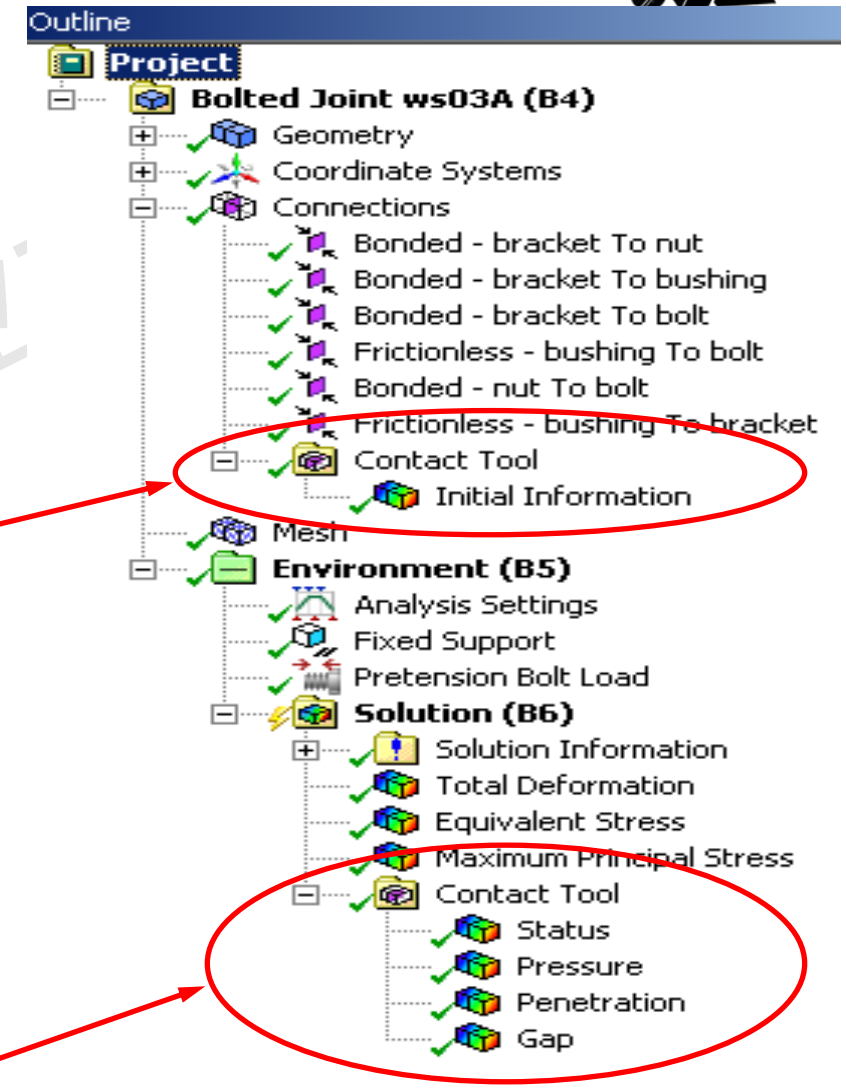 Outline
Project
Bolted Joint ws03A (B4)
Geometry
Coordinate Systems
Connections
Bonded - bracket To nut
Bonded - bracket To bushing
Bonded - bracket To bolt
Frictionless - bushing To bolt
Bonded - nut To bolt
Frictionless - bushing To bracket
Contact Tool
Initial Information
Mesh
Environment (B5)
Analysis Settings
Fixed Support
Pretension Bolt Load
Solution (B6)
Solution Information
Total Deformation
Equivalent Stress
Maximum Principal Stress
Contact Tool
Status
Pressure
Penetration
Gap